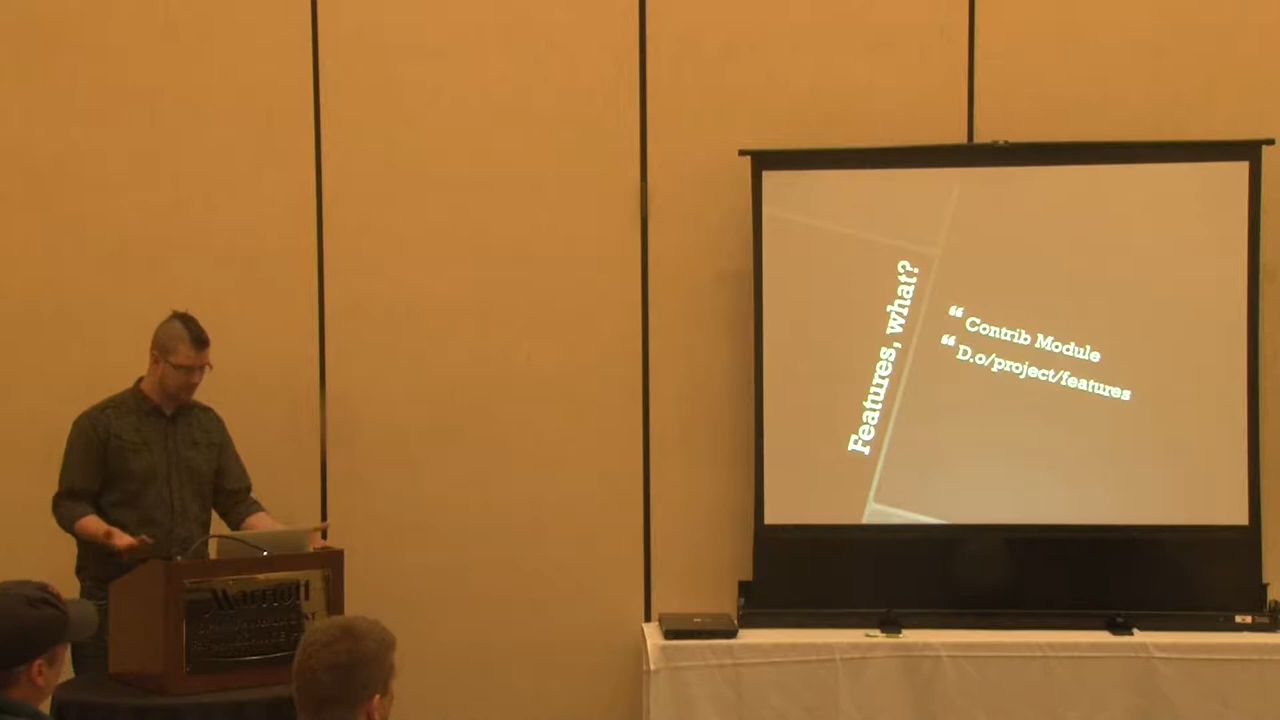 Features, what?
“ Contrib Module
“ D.o/project/features
Marriott